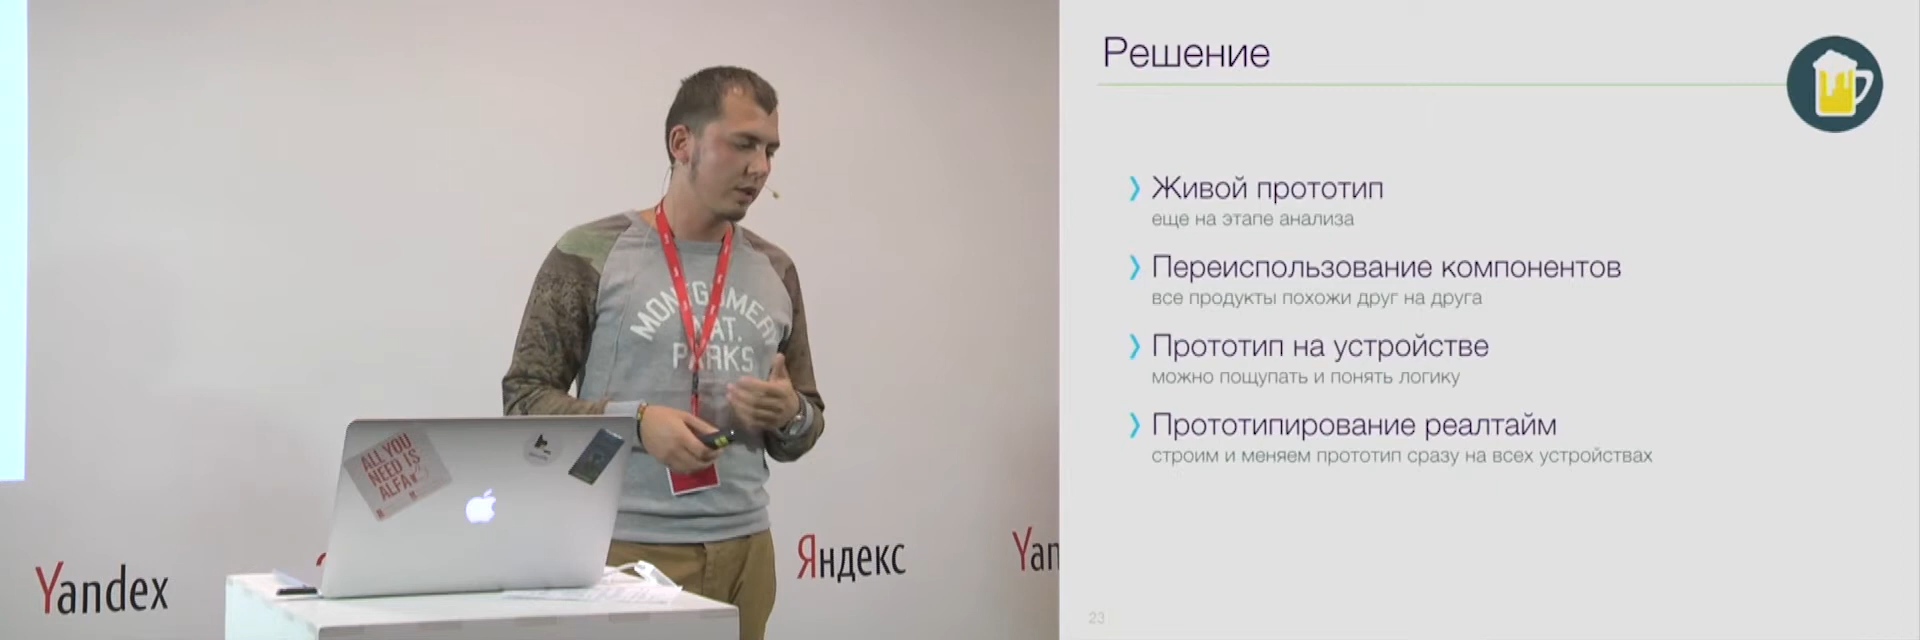 Решение
Живой прототип
еще на этапе анализа
Переиспользование компонентов
все продукты похожи друг на друга
Прототип на устройстве
можно пощупать и понять логику
Прототипирование реалтайм
строим и меняем прототип сразу на всех устройствах
23
MONTGOMERY
NAT.
PARKS
ALL YOU
NEED IS
ALFA
Yandex
Яндекс
Yan